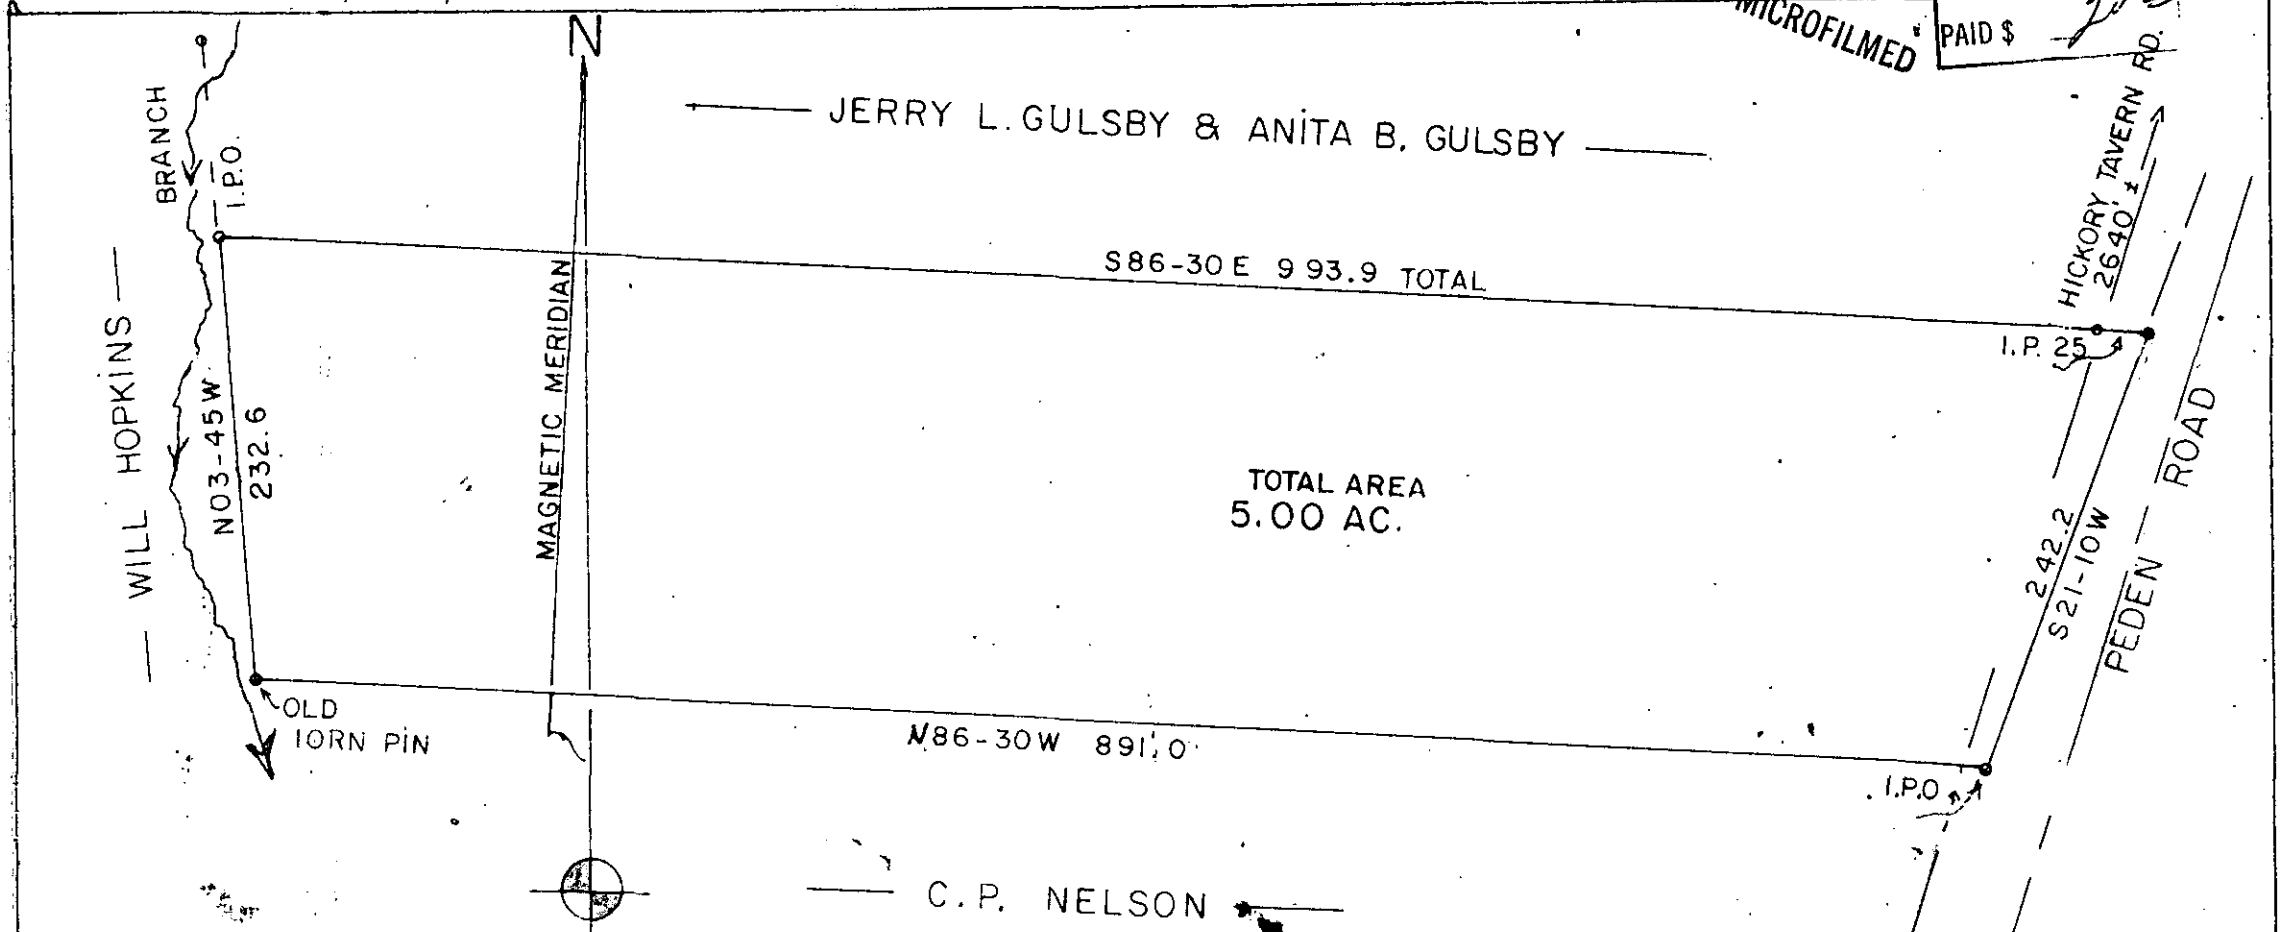 MICROFILMED
PAID $
N
JERRY L. GULSBY & ANITA B. GULSBY
BRANCH
I.P.O.
HICKORY TAVERN RD.
2640' ±
S86-30E 993.9 TOTAL
I.P. 25
WILL HOPKINS
N03-45W
232.6
MAGNETIC MERIDIAN
TOTAL AREA
5.00 AC.
242.2
S21-10W
PEDEN ROAD
OLD
IORN PIN
N86-30W 891.0
I.P.O
C.P. NELSON